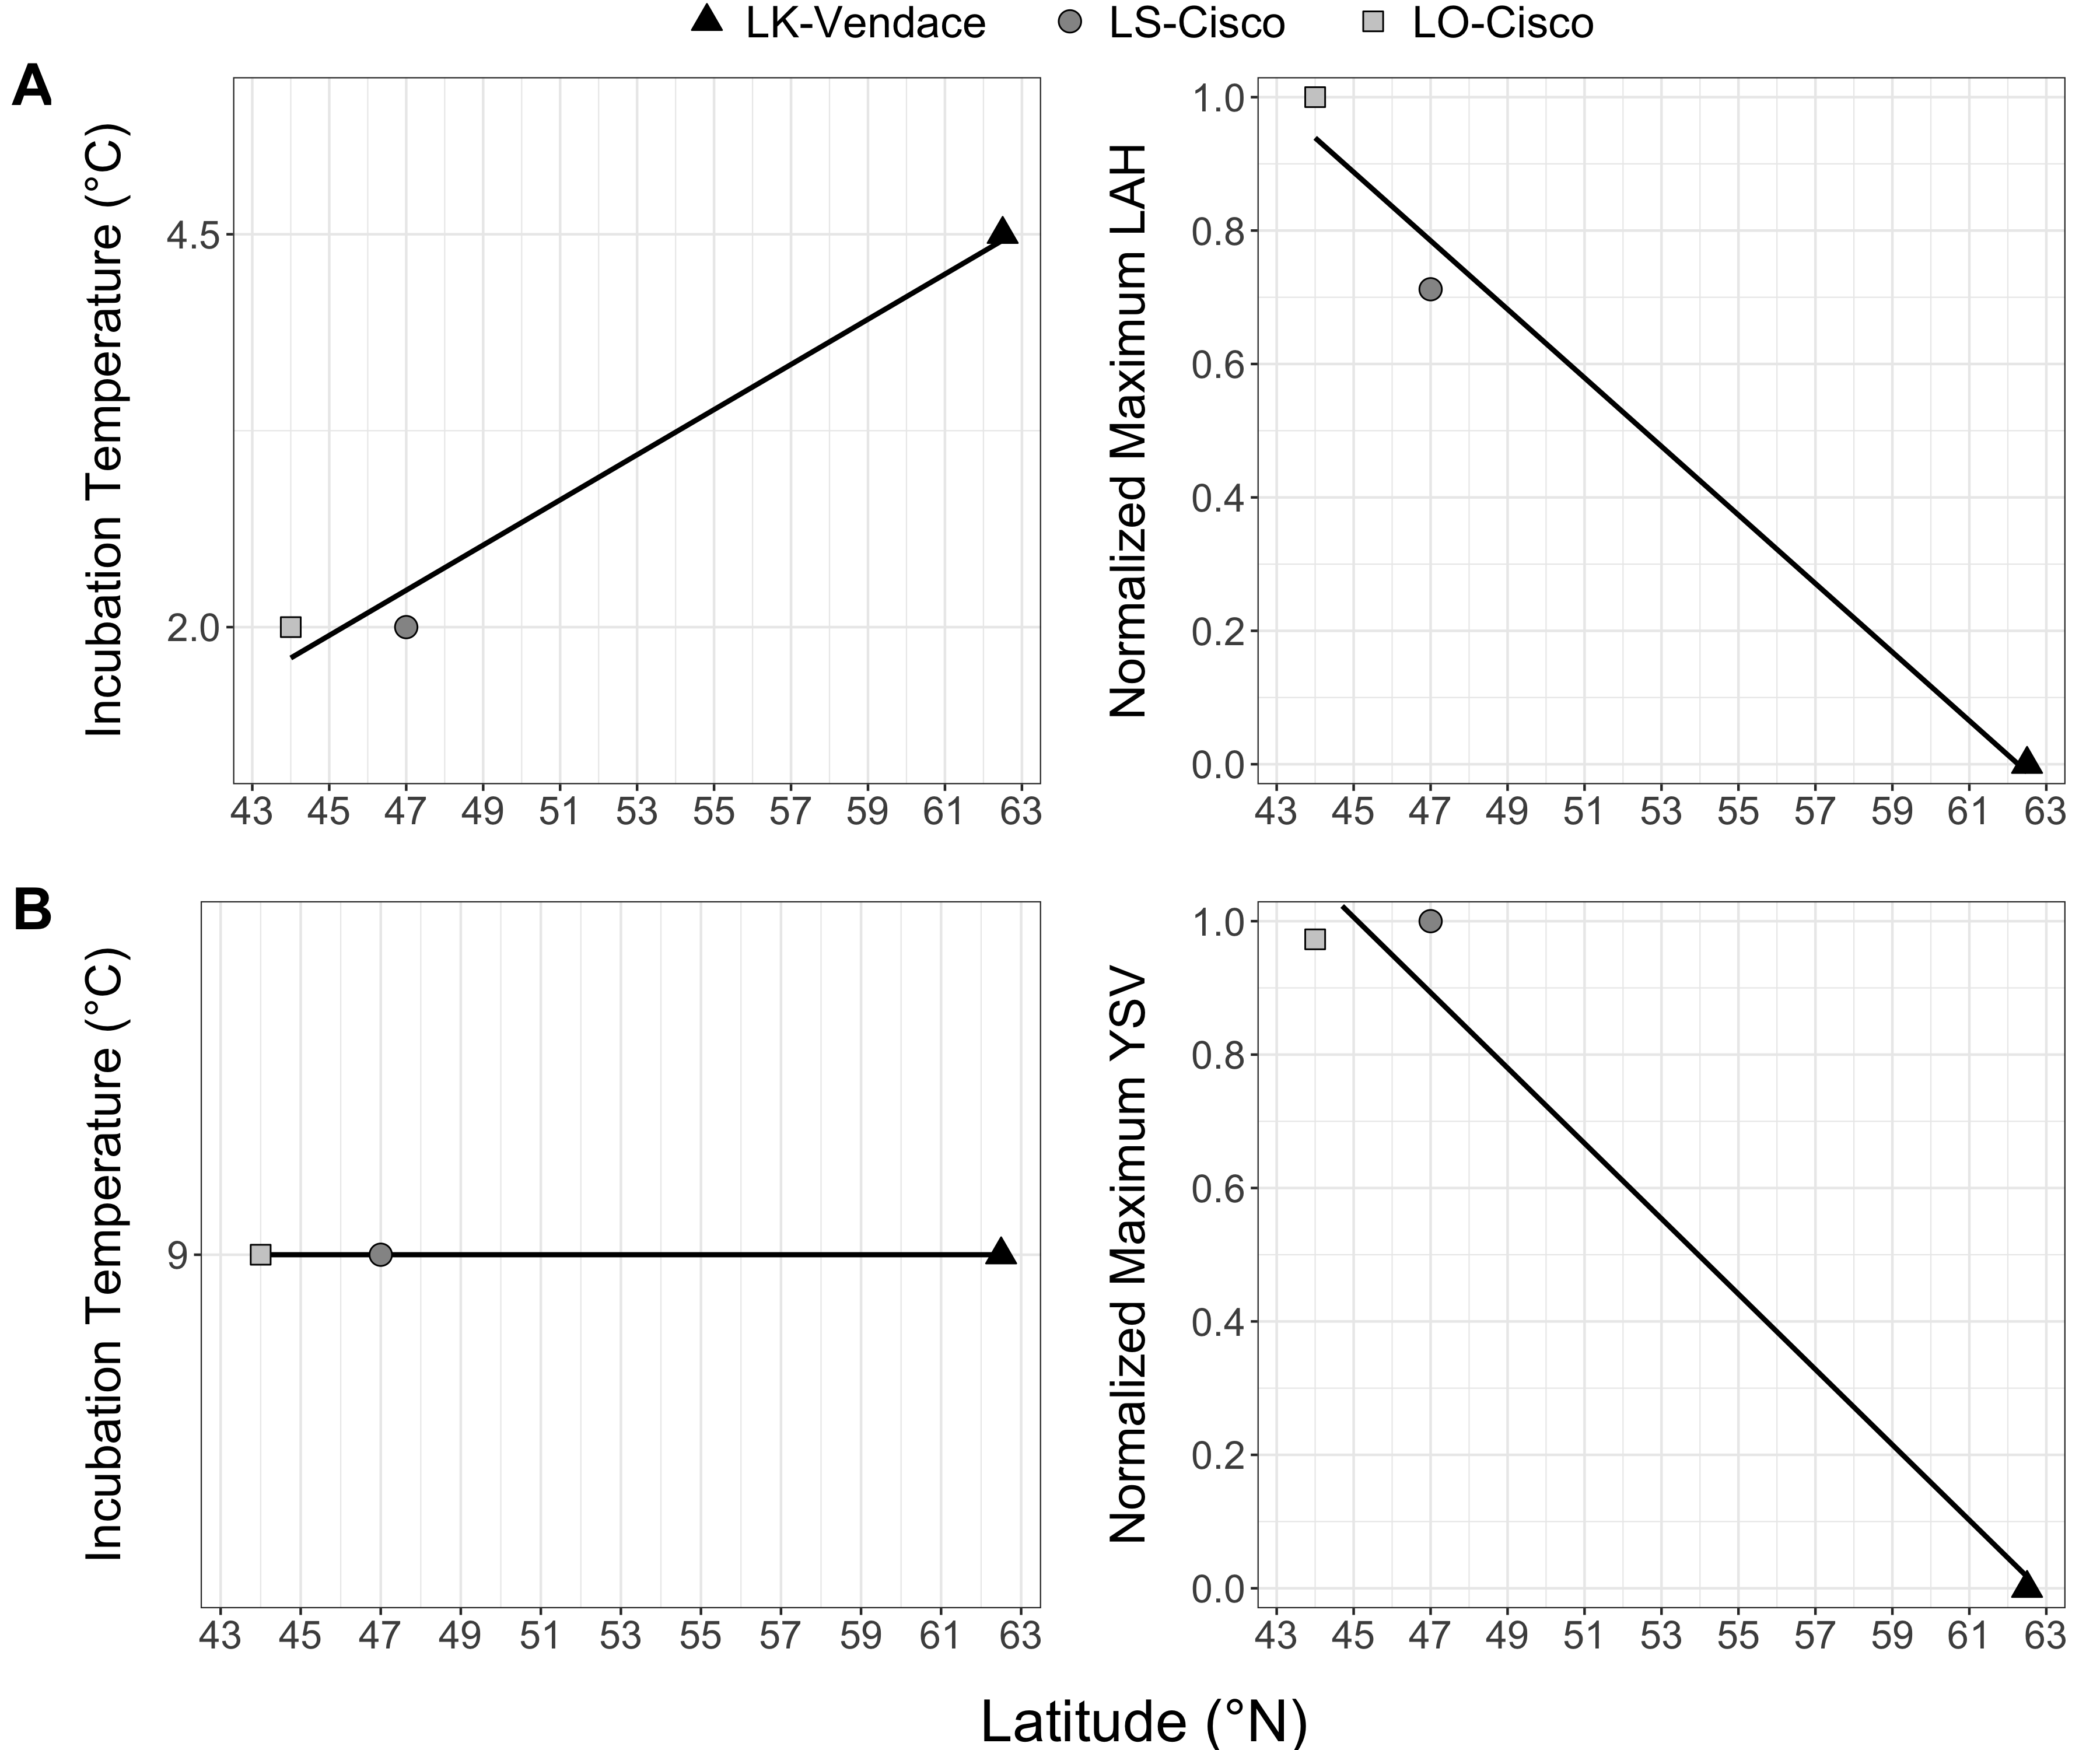 LK-Vendace LS-Cisco LO-Cisco
A
Incubation Temperature (°C)
4.5
2.0
43 45 47 49 51 53 55 57 59 61 63
Normalized Maximum LAH
1.0
0.8
0.6
0.4
0.2
0.0
43 45 47 49 51 53 55 57 59 61 63
B
Incubation Temperature (°C)
9
43 45 47 49 51 53 55 57 59 61 63
Normalized Maximum YSV
1.0
0.8
0.6
0.4
0.2
0.0
43 45 47 49 51 53 55 57 59 61 63
Latitude (°N)